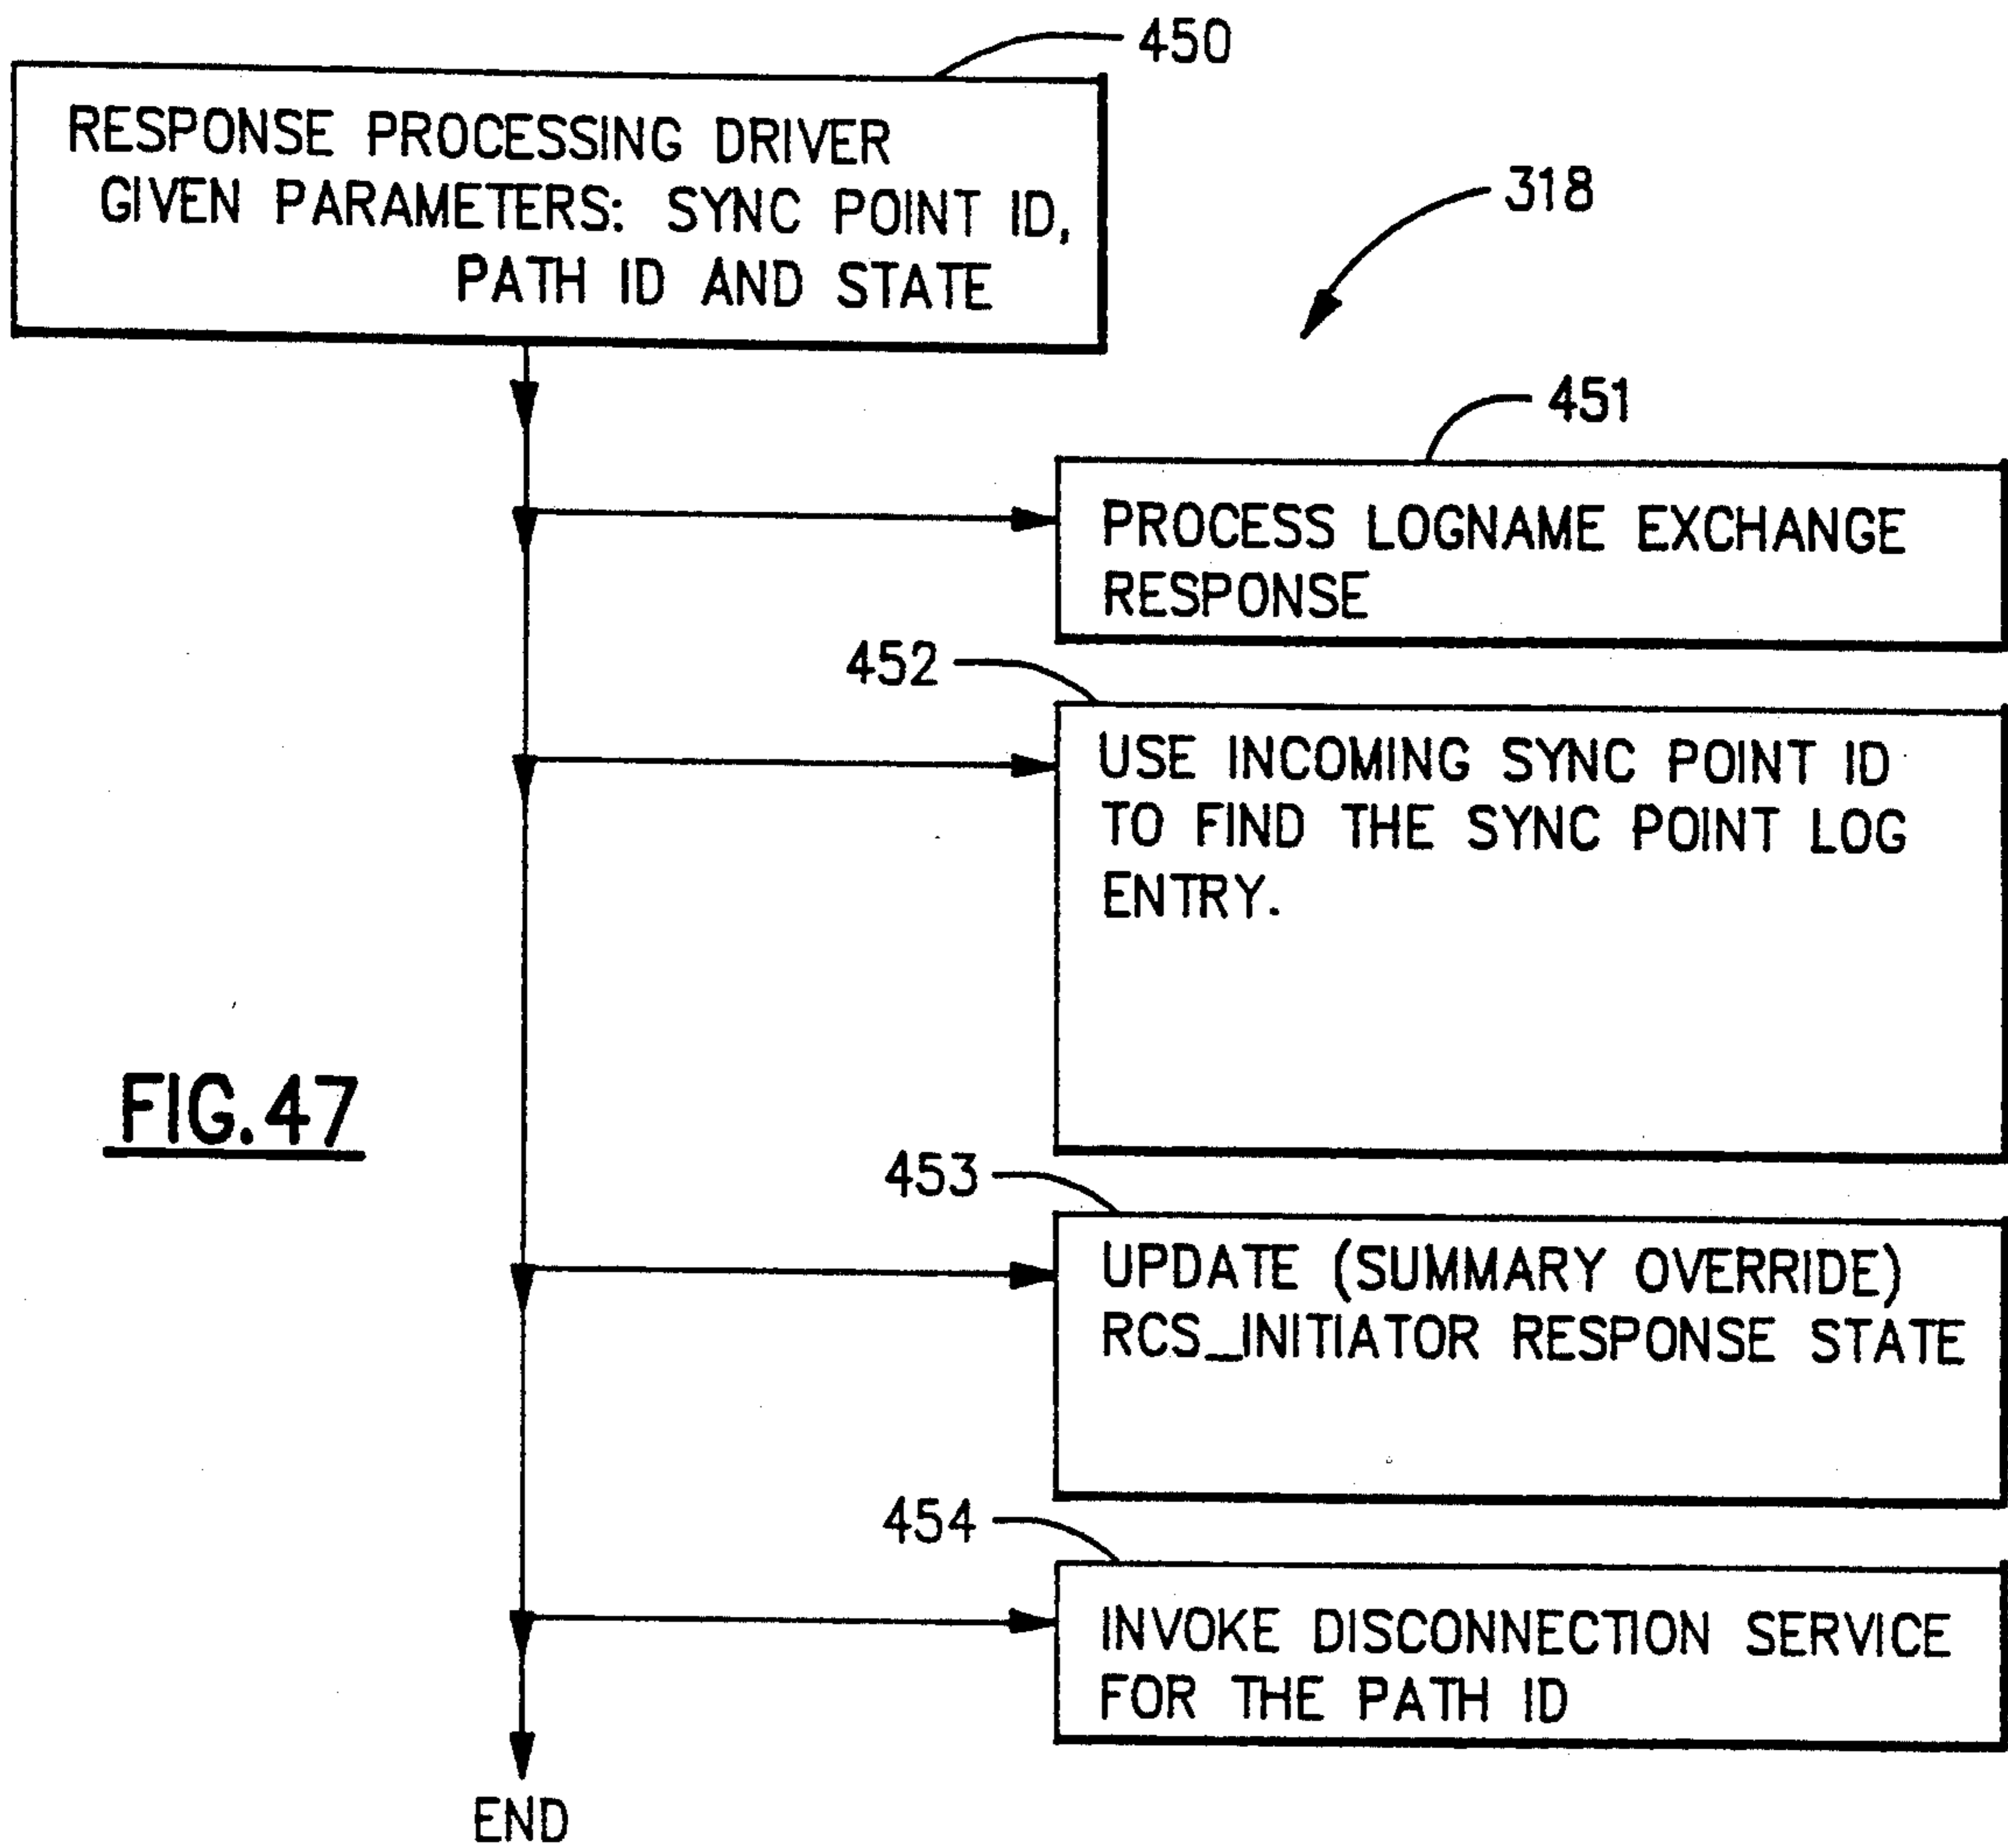 450
RESPONSE PROCESSING DRIVER
GIVEN PARAMETERS: SYNC POINT ID,
PATH ID AND STATE
318
451
PROCESS LOGNAME EXCHANGE
RESPONSE
452
USE INCOMING SYNC POINT ID
TO FIND THE SYNC POINT LOG
ENTRY.
FIG.47
453
UPDATE (SUMMARY OVERRIDE)
RCS_INITIATOR RESPONSE STATE
454
INVOKE DISCONNECTION SERVICE
FOR THE PATH ID
END